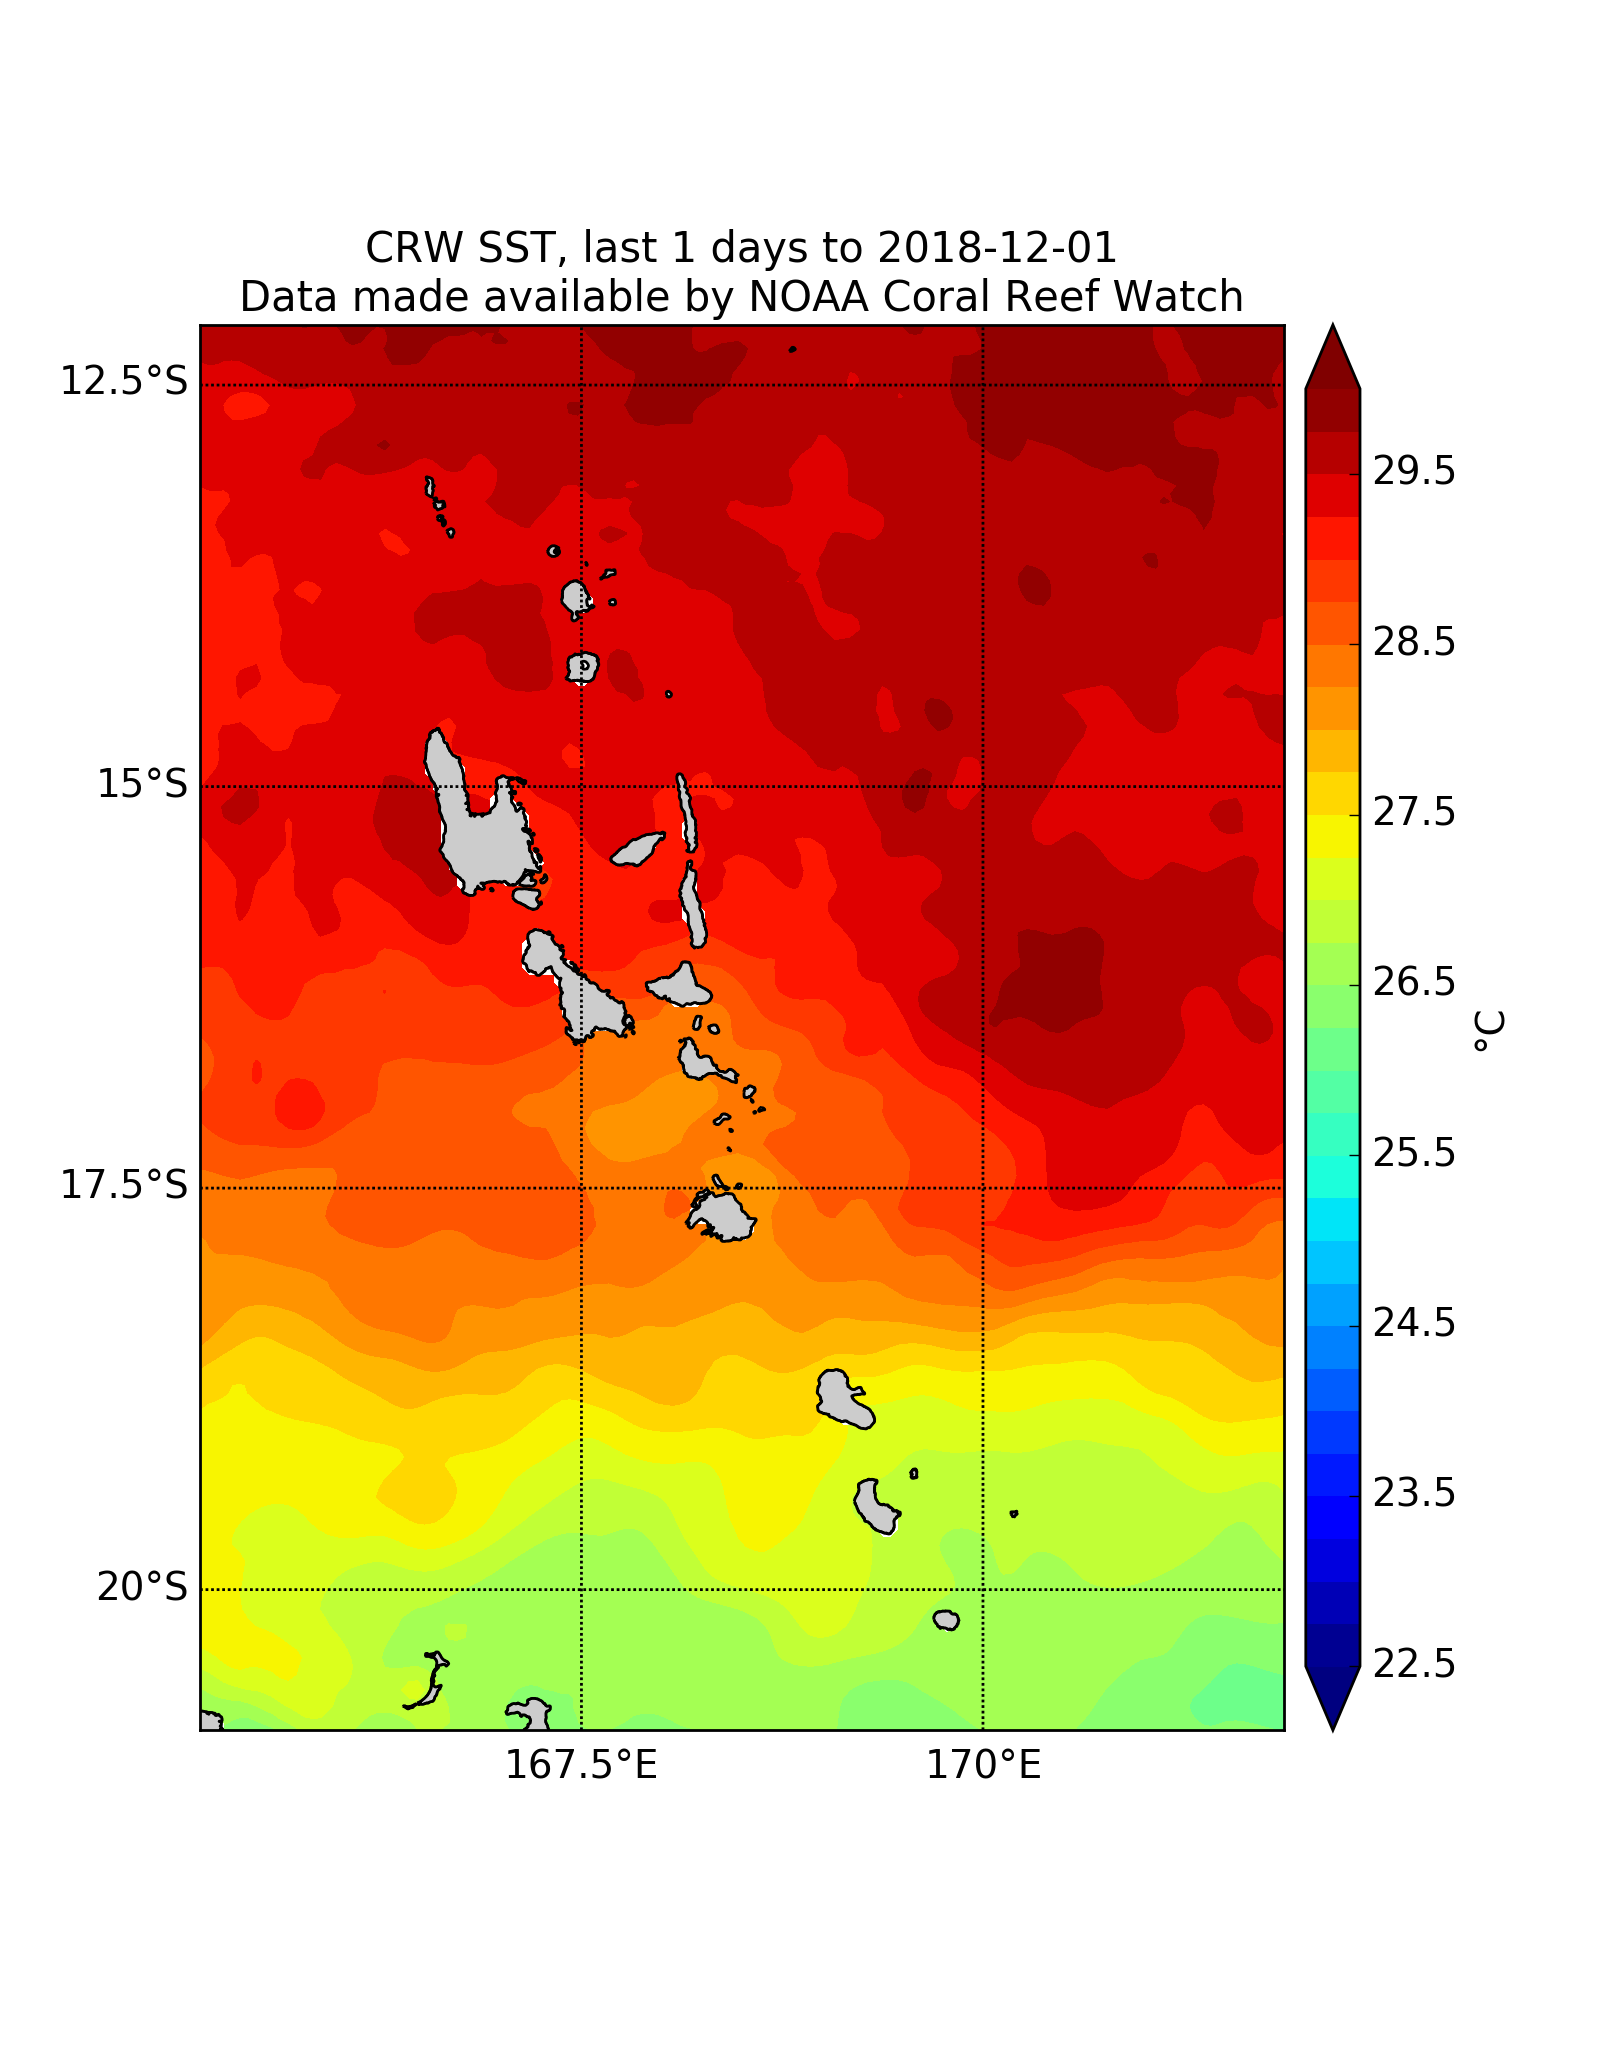 CRW SST, last 1 days to 2018-12-01
Data made available by NOAA Coral Reef Watch
12.5°S
15°S
17.5°S
20°S
167.5°E
170°E
29.5
28.5
27.5
26.5
25.5
24.5
23.5
22.5
°C